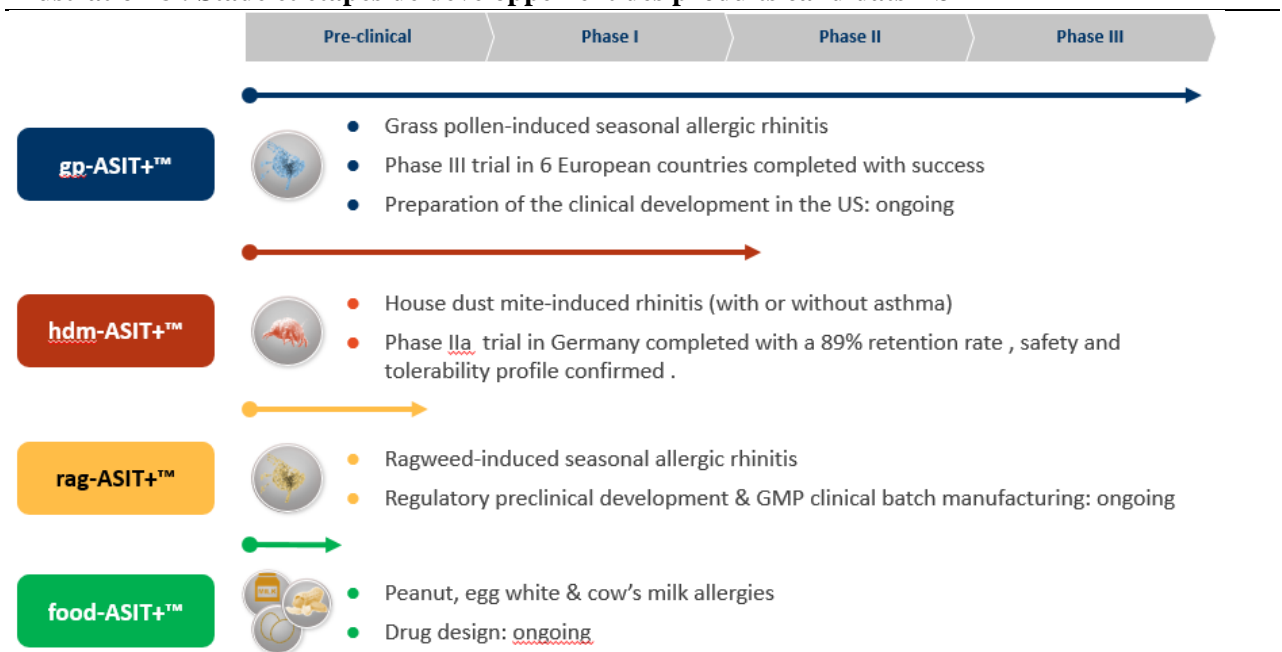 Pre-clinical
Phase I
Phase II
Phase III
gp-ASIT+™
Grass pollen-induced seasonal allergic rhinitis
Phase III trial in 6 European countries completed with success
Preparation of the clinical development in the US: ongoing
hdm-ASIT+™
House dust mite-induced rhinitis (with or without asthma)
Phase IIa trial in Germany completed with a 89% retention rate , safety and
tolerability profile confirmed .
rag-ASIT+™
Ragweed-induced seasonal allergic rhinitis
Regulatory preclinical development & GMP clinical batch manufacturing: ongoing
food-ASIT+™
MILK
Peanut, egg white & cow’s milk allergies
Drug design: ongoing